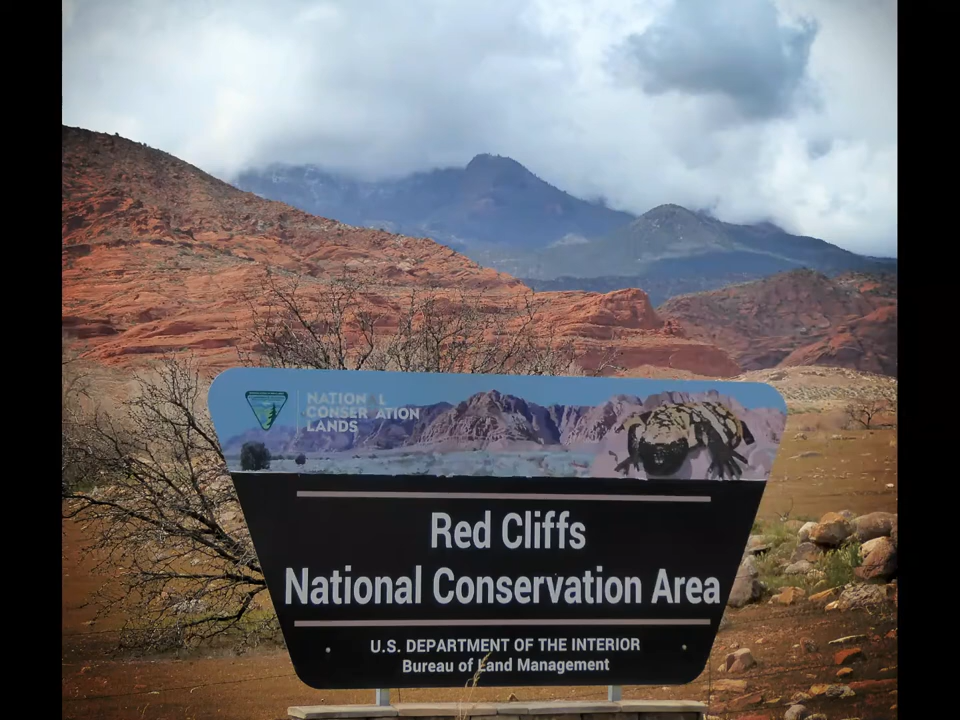 NATIONAL
CONSERVATION
LANDS
Red Cliffs
National Conservation Area
U.S. DEPARTMENT OF THE INTERIOR
Bureau of Land Management